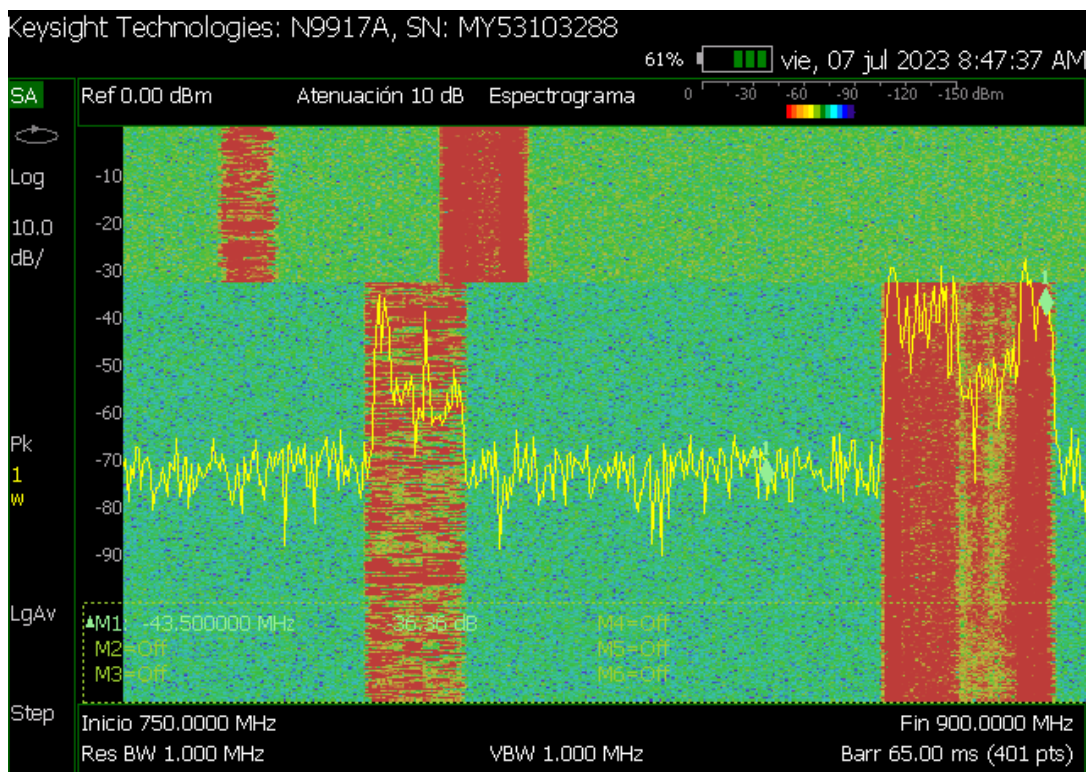 Keysight Technologies: N9917A, SN: MY53103288
61% vie, 07 jul 2023 8:47:37 AM
SA Ref 0.00 dBm Atenuación 10 dB Espectrograma 0 -30 -60 -90 -120 -150 dBm
Log
10.0
dB/
-10
-20
-30
-40
-50
-60
-70
-80
-90
Pk
1
W
LgAv
Step
1
1
M1: -43.500000 MHz -36.36 dB M4=Off
M2=Off M5=Off
M3=Off M6=Off
Inicio 750.0000 MHz Fin 900.0000 MHz
Res BW 1.000 MHz VBW 1.000 MHz Barr 65.00 ms (401 pts)